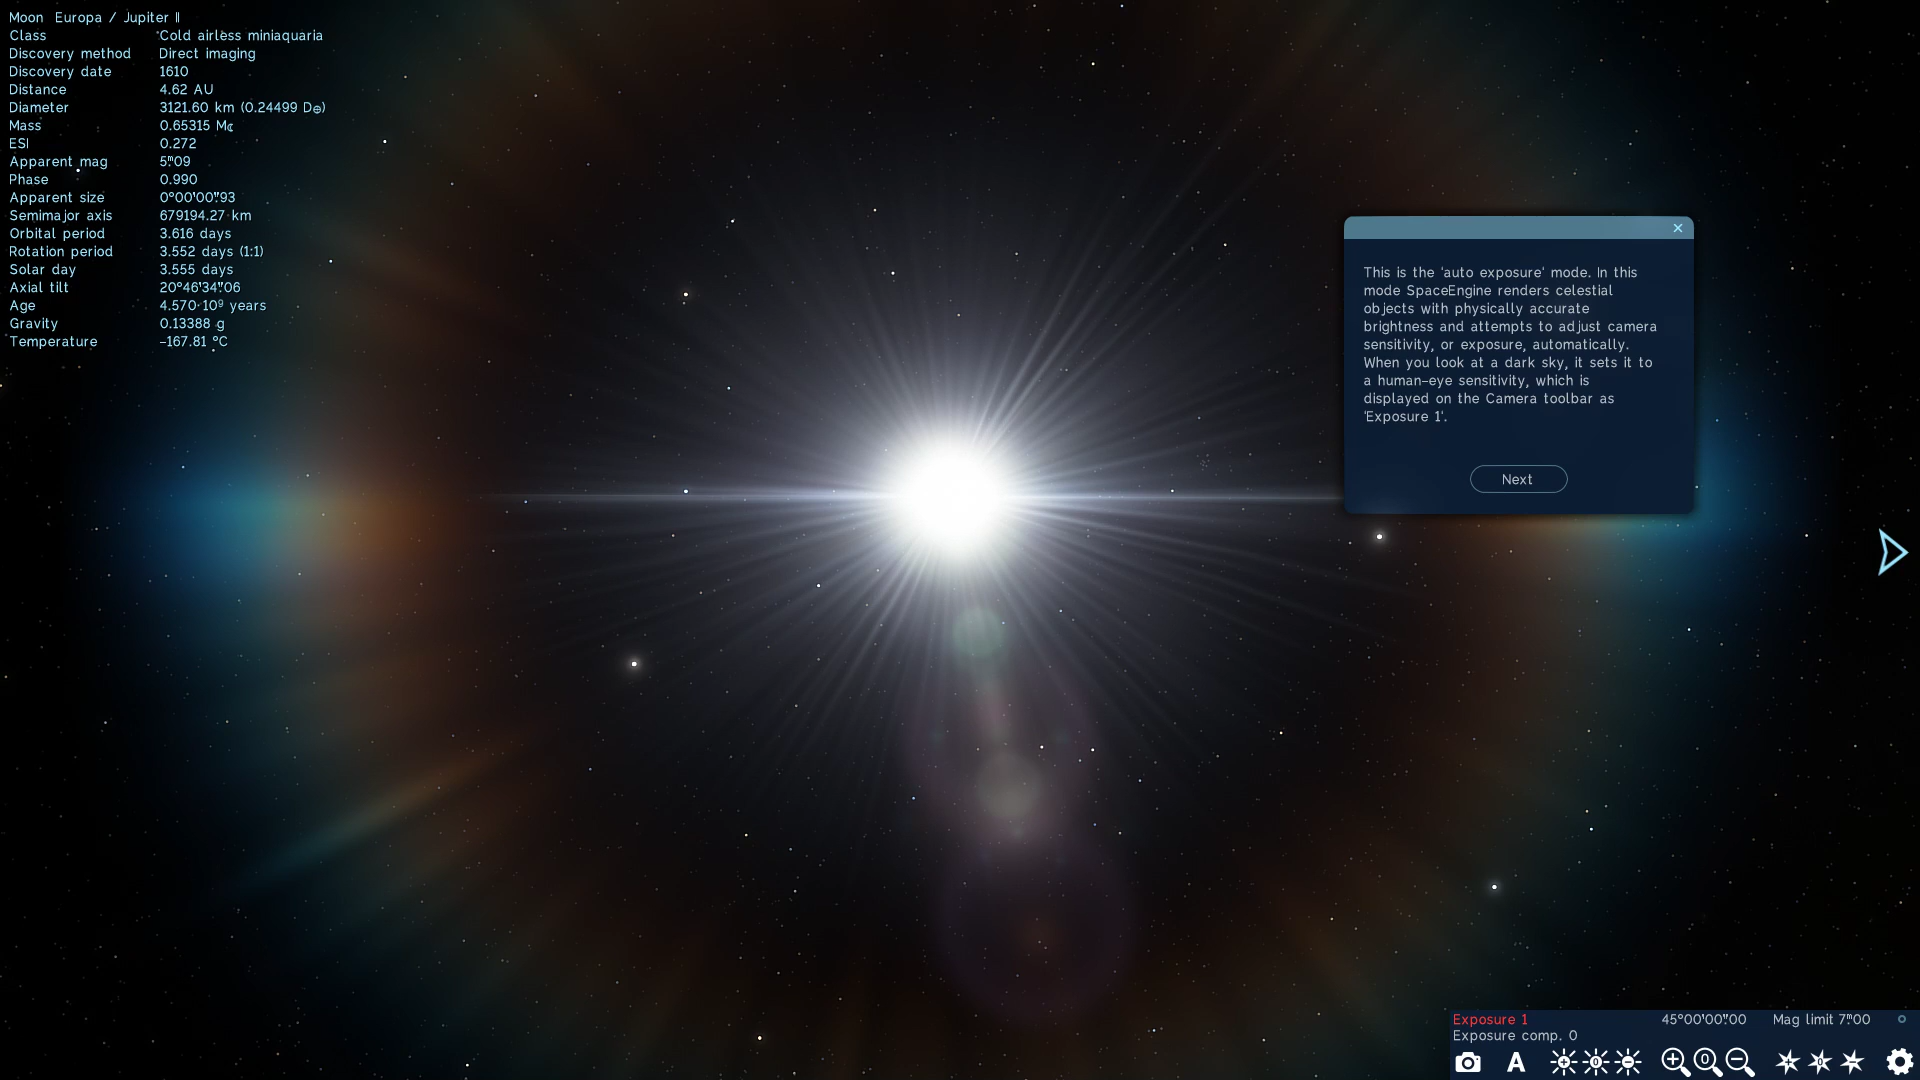 Moon Europa / Jupiter II
Class Cold airless miniaquaria
Discovery method Direct imaging
Discovery date 1610
Distance 4.62 AU
Diameter 3121.60 km (0.24499 D⊕)
Mass 0.65315 M☾
ESI 0.272
Apparent mag 5ᵐ.09
Phase 0.990
Apparent size 0°00'00".93
Semimajor axis 679194.27 km
Orbital period 3.616 days
Rotation period 3.552 days (1:1)
Solar day 3.555 days
Axial tilt 20°46'34".06
Age 4.570·10⁹ years
Gravity 0.13388 g
Temperature -167.81 °C
This is the 'auto exposure' mode. In this
mode SpaceEngine renders celestial
objects with physically accurate
brightness and attempts to adjust camera
sensitivity, or exposure, automatically.
When you look at a dark sky, it sets it to
a human-eye sensitivity, which is
displayed on the Camera toolbar as
'Exposure 1'.
Next
Exposure 1 45°00'00".00 Mag limit 7ᵐ.00
Exposure comp. 0
A 0